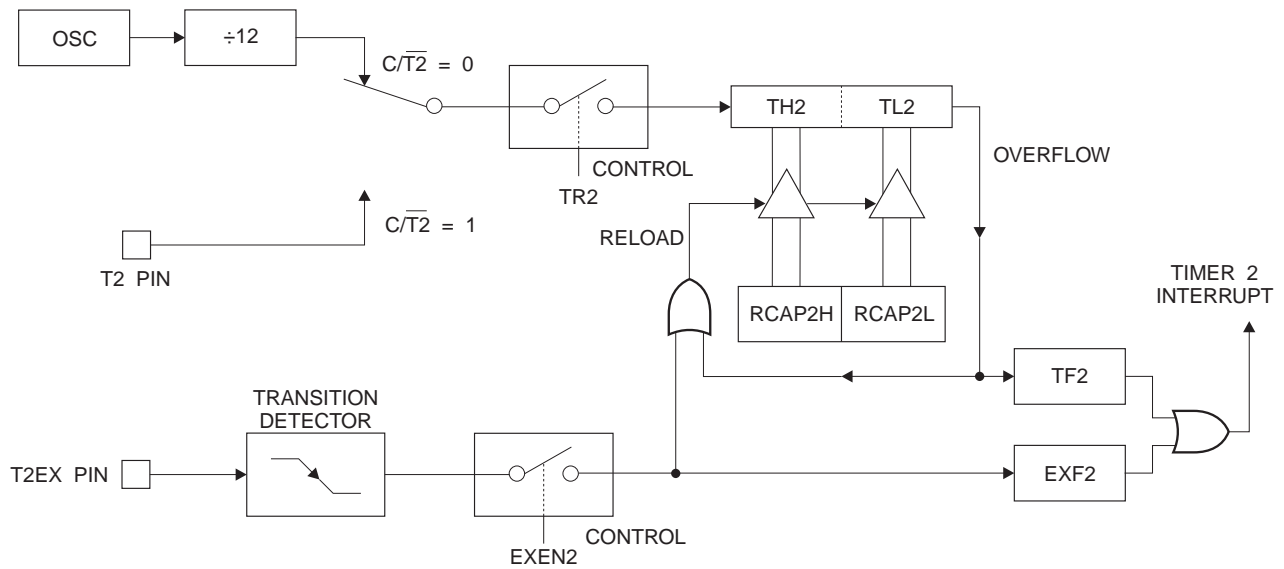 OSC
÷12
C/T2̅ = 0
TH2
TL2
OVERFLOW
CONTROL
TR2
C/T2̅ = 1
RELOAD
T2 PIN
TIMER 2
INTERRUPT
RCAP2H
RCAP2L
TF2
TRANSITION
DETECTOR
T2EX PIN
EXF2
CONTROL
EXEN2